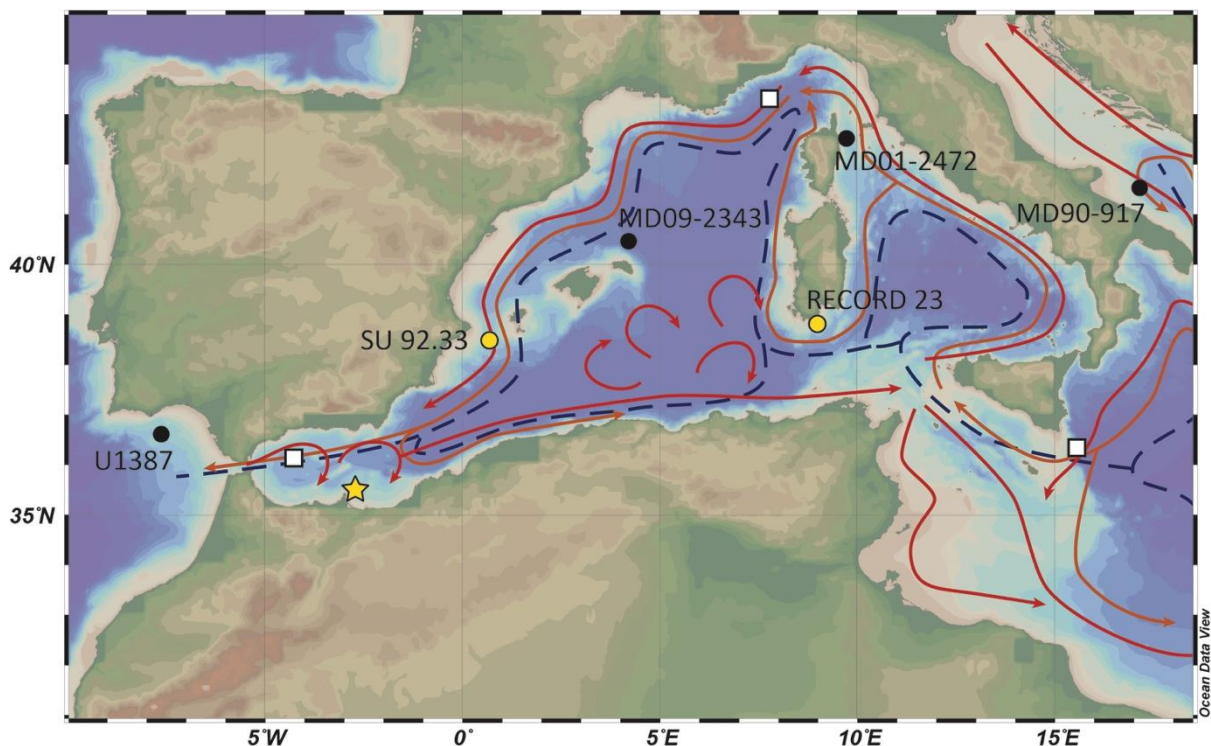 MD01-2472
MD09-2343
MD90-917
40°N
RECORD 23
SU 92.33
U1387
35°N
5°W
0°
5°E
10°E
15°E
Ocean Data View